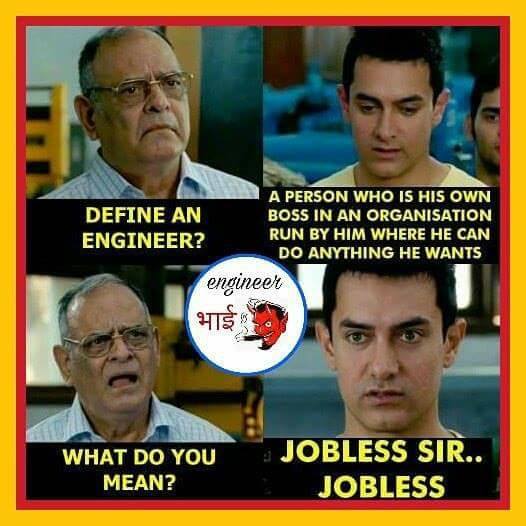 DEFINE AN
ENGINEER?
A PERSON WHO IS HIS OWN
BOSS IN AN ORGANISATION
RUN BY HIM WHERE HE CAN
DO ANYTHING HE WANTS
engineer
भाई
WHAT DO YOU
MEAN?
JOBLESS SIR..
JOBLESS